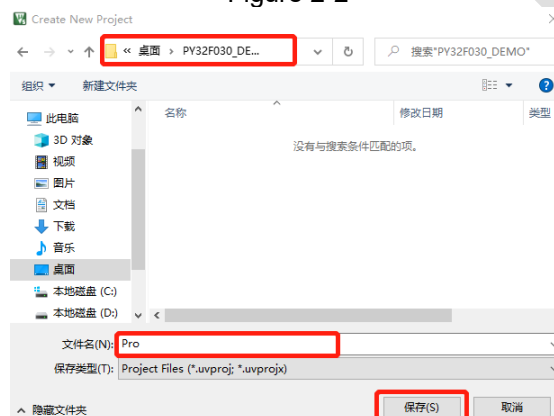 Create New Project
« 桌面 › PY32F030_DE...
搜索"PY32F030_DEMO"
组织
新建文件夹
名称
修改日期
类型
此电脑
没有与搜索条件匹配的项。
3D 对象
视频
图片
文档
下载
音乐
桌面
本地磁盘 (C:)
本地磁盘 (D:)
文件名(N): Pro
保存类型(T): Project Files (*.uvproj; *.uvprojx)
隐藏文件夹
保存(S)
取消